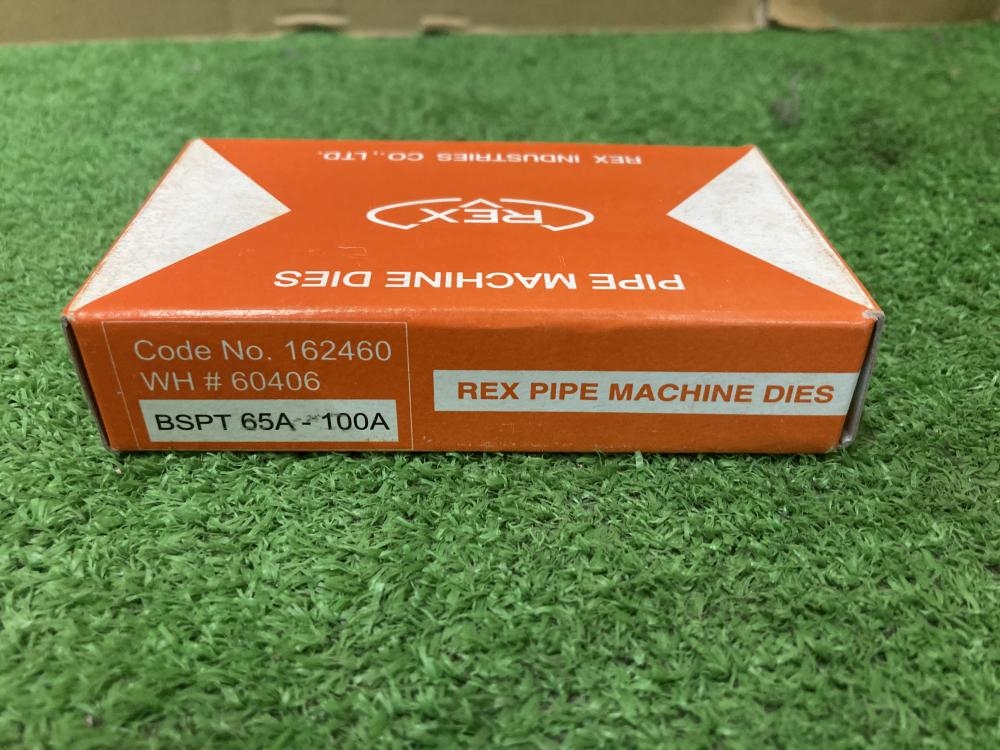 REX INDUSTRIES CO., LTD.
REX
PIPE MACHINE DIES
Code No. 162460
WH # 60406
BSPT 65A - 100A
REX PIPE MACHINE DIES